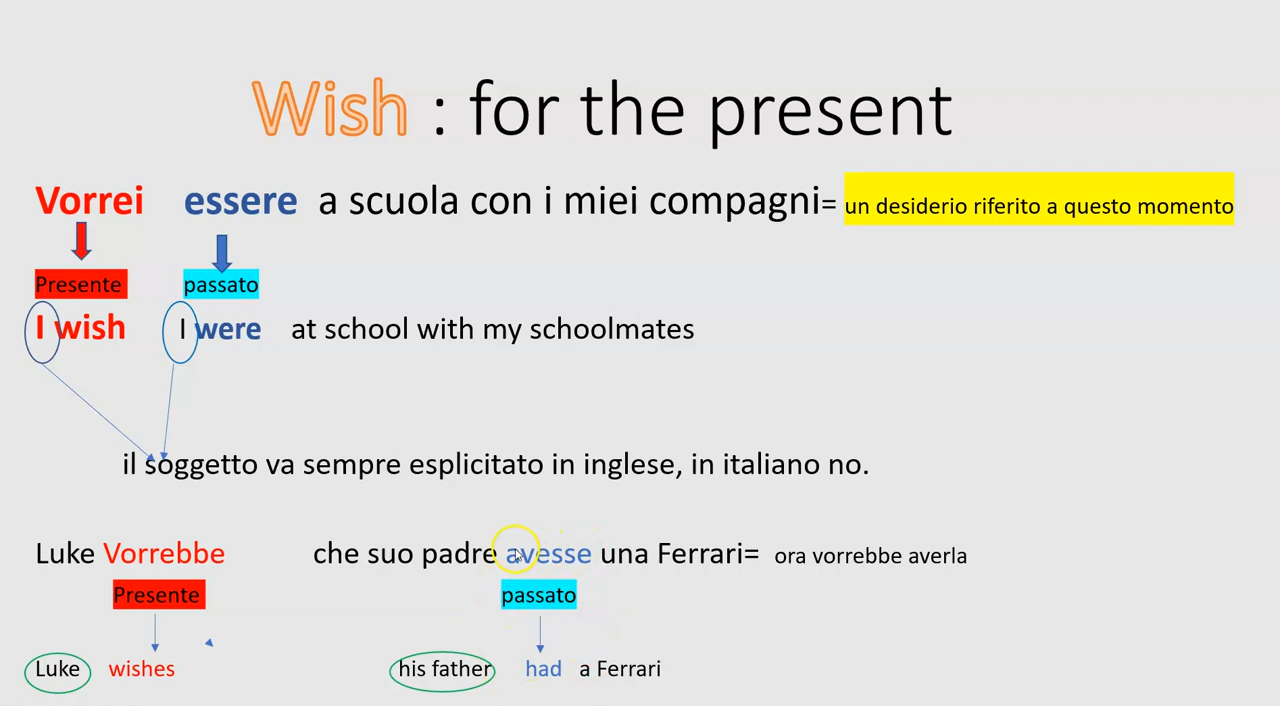 Wish : for the present
Vorrei essere a scuola con i miei compagni= un desiderio riferito a questo momento
Presente passato
I wish I were at school with my schoolmates
il soggetto va sempre esplicitato in inglese, in italiano no.
Luke Vorrebbe che suo padre avesse una Ferrari= ora vorrebbe averla
Presente passato
Luke wishes his father had a Ferrari